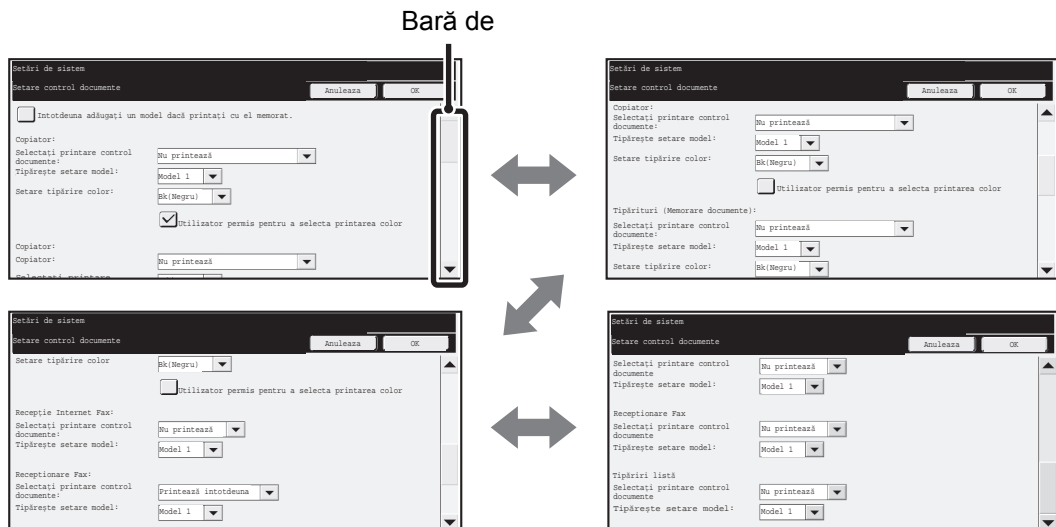 Bară de
Setări de sistem
Setare control documente
Anuleaza
OK
Intotdeuna adăugați un model dacă printați cu el memorat.
Copiator:
Selectați printare control
documente:
Nu printează
Tipărește setare model:
Model 1
Setare tipărire color:
Bk(Negru)
Utilizator permis pentru a selecta printarea color
Copiator:
Copiator:
Nu printează
Selectați printare
Setări de sistem
Setare control documente
Anuleaza
OK
Copiator:
Selectați printare control
documente:
Nu printează
Tipărește setare model:
Model 1
Setare tipărire color:
Bk(Negru)
Utilizator permis pentru a selecta printarea color
Tipărituri (Memorare documente):
Selectați printare control
documente:
Nu printează
Tipărește setare model:
Model 1
Setare tipărire color:
Bk(Negru)
Setări de sistem
Setare control documente
Anuleaza
OK
Setare tipărire color
Bk(Negru)
Utilizator permis pentru a selecta printarea color
Recepție Internet Fax:
Selectați printare control
documente:
Nu printează
Tipărește setare model:
Model 1
Receptionare Fax:
Selectați printare control
documente:
Printează intotdeuna
Tipărește setare model:
Model 1
Setări de sistem
Setare control documente
Anuleaza
OK
Selectați printare control
documente
Nu printează
Tipărește setare model:
Model 1
Receptionare Fax
Selectați printare control
documente
Nu printează
Tipărește setare model:
Model 1
Tipăriri listă
Selectați printare control
documente
Nu printează
Tipărește setare model:
Model 1